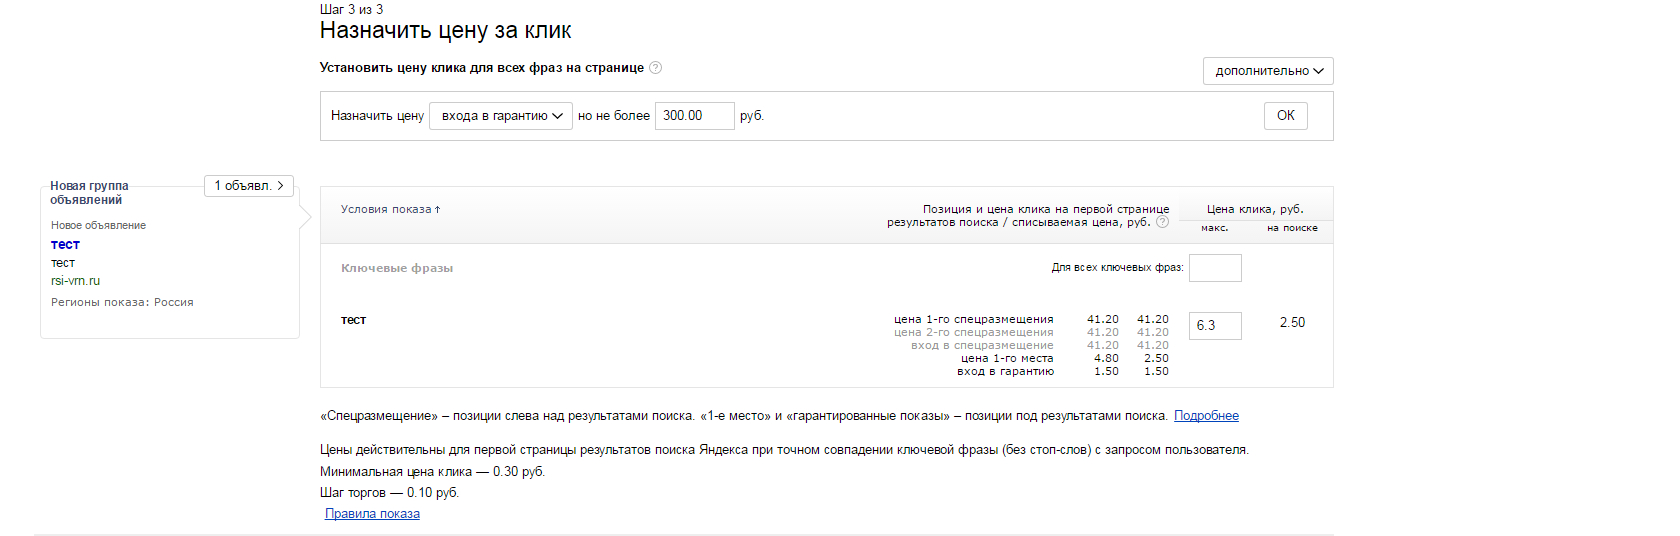 Шаг 3 из 3
Назначить цену за клик
Установить цену клика для всех фраз на странице ?
дополнительно
Назначить цену входа в гарантию но не более 300.00 руб. ОК
Новая группа объявлений
1 объявл.
Новое объявление
тест
тест
rsi-vrn.ru
Регионы показа: Россия
Условия показа ↑
Позиция и цена клика на первой странице
результатов поиска / списываемая цена, руб. ?
Цена клика, руб.
макс. на поиске
Ключевые фразы Для всех ключевых фраз:
тест
цена 1-го спецразмещения 41.20 41.20 6.3 2.50
цена 2-го спецразмещения 41.20 41.20
вход в спецразмещение 41.20 41.20
цена 1-го места 4.80 2.50
вход в гарантию 1.50 1.50
«Спецразмещение» – позиции слева над результатами поиска. «1-е место» и «гарантированные показы» – позиции под результатами поиска. Подробнее
Цены действительны для первой страницы результатов поиска Яндекса при точном совпадении ключевой фразы (без стоп-слов) с запросом пользователя.
Минимальная цена клика — 0.30 руб.
Шаг торгов — 0.10 руб.
Правила показа